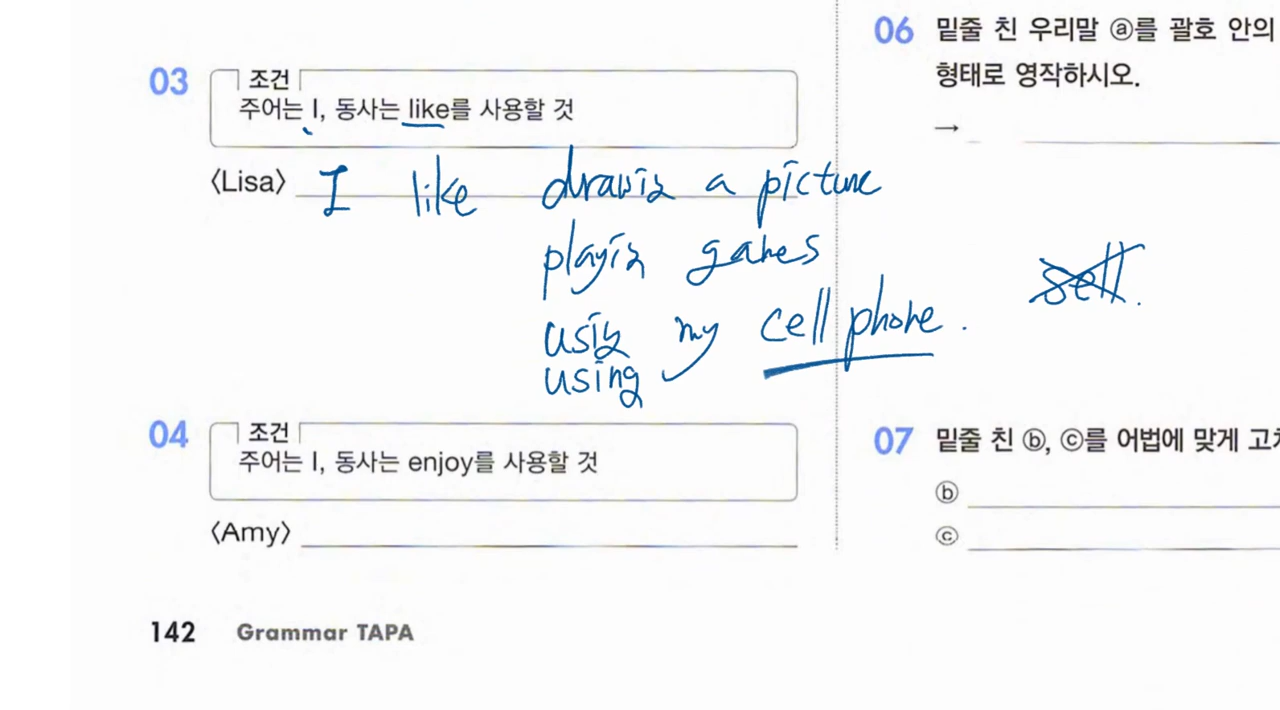 03
조건
주어는 I, 동사는 like를 사용할 것
〈Lisa〉 I like drawing a picture
playing games
using my cell phone.
using
sell.
04
조건
주어는 I, 동사는 enjoy를 사용할 것
〈Amy〉
142 Grammar TAPA
06 밑줄 친 우리말 ⓐ를 괄호 안의
형태로 영작하시오.
→
07 밑줄 친 ⓑ, ⓒ를 어법에 맞게
ⓑ
ⓒ